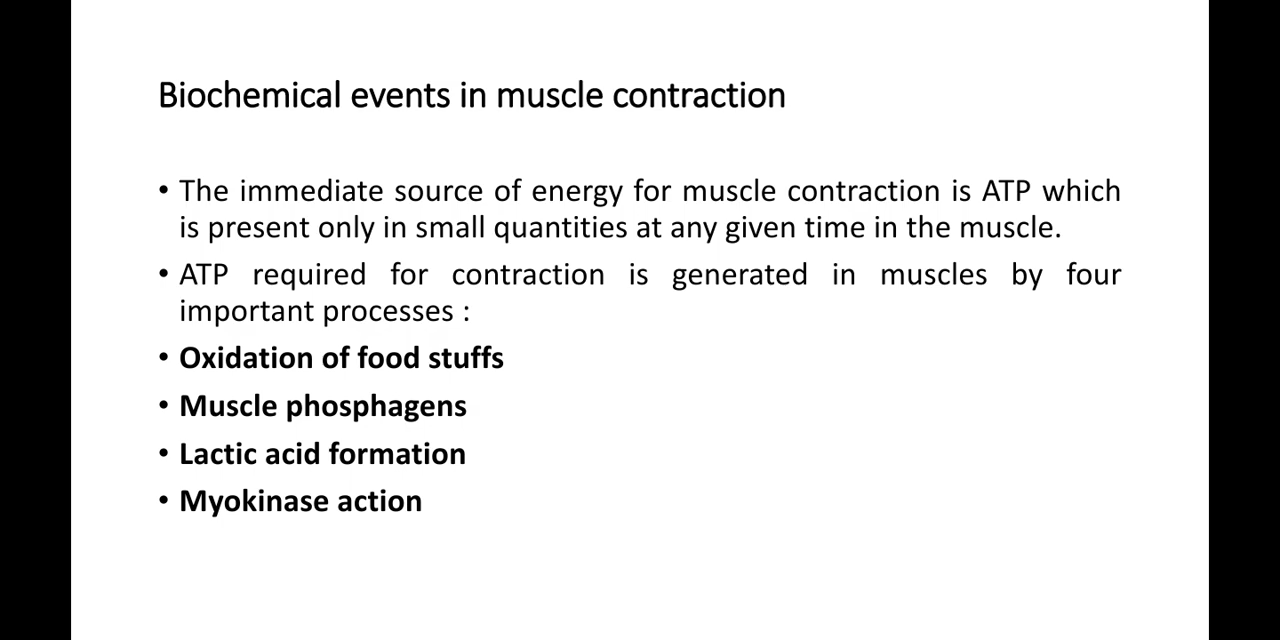 Biochemical events in muscle contraction
• The immediate source of energy for muscle contraction is ATP which
is present only in small quantities at any given time in the muscle.
• ATP required for contraction is generated in muscles by four
important processes :
• Oxidation of food stuffs
• Muscle phosphagens
• Lactic acid formation
• Myokinase action